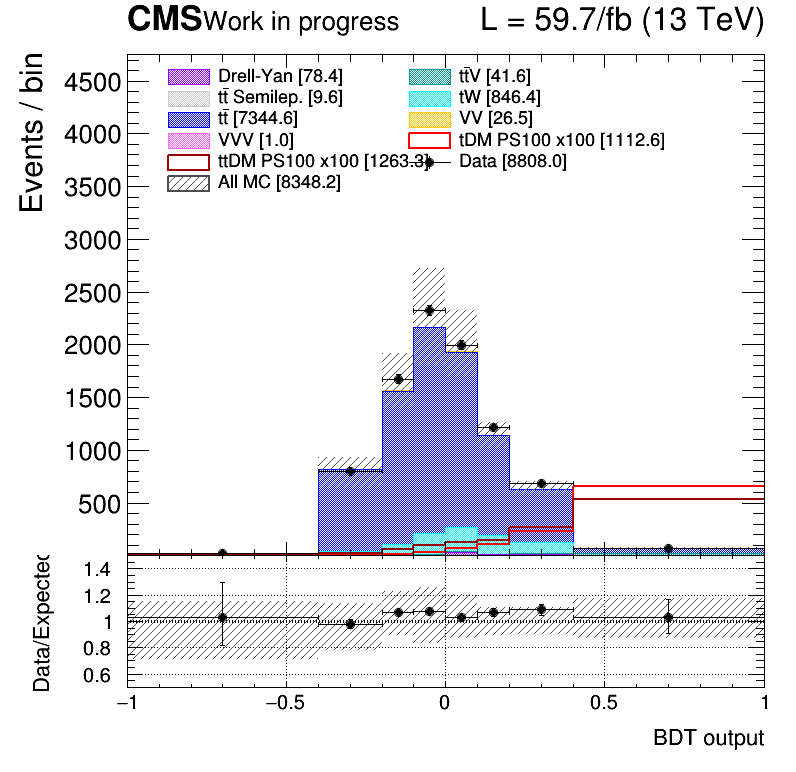 CMS Work in progress L = 59.7/fb (13 TeV)
Events / bin
4500
4000
3500
3000
2500
2000
1500
1000
500
Drell-Yan [78.4] tt̄V [41.6]
tt̄ Semilep. [9.6] tW [846.4]
tt̄ [7344.6] VV [26.5]
VVV [1.0] tDM PS100 x100 [1112.6]
ttDM PS100 x100 [1263.3] Data [8808.0]
All MC [8348.2]
Data/Expected
1.4
1.2
1
0.8
0.6
−1 −0.5 0 0.5 1
BDT output